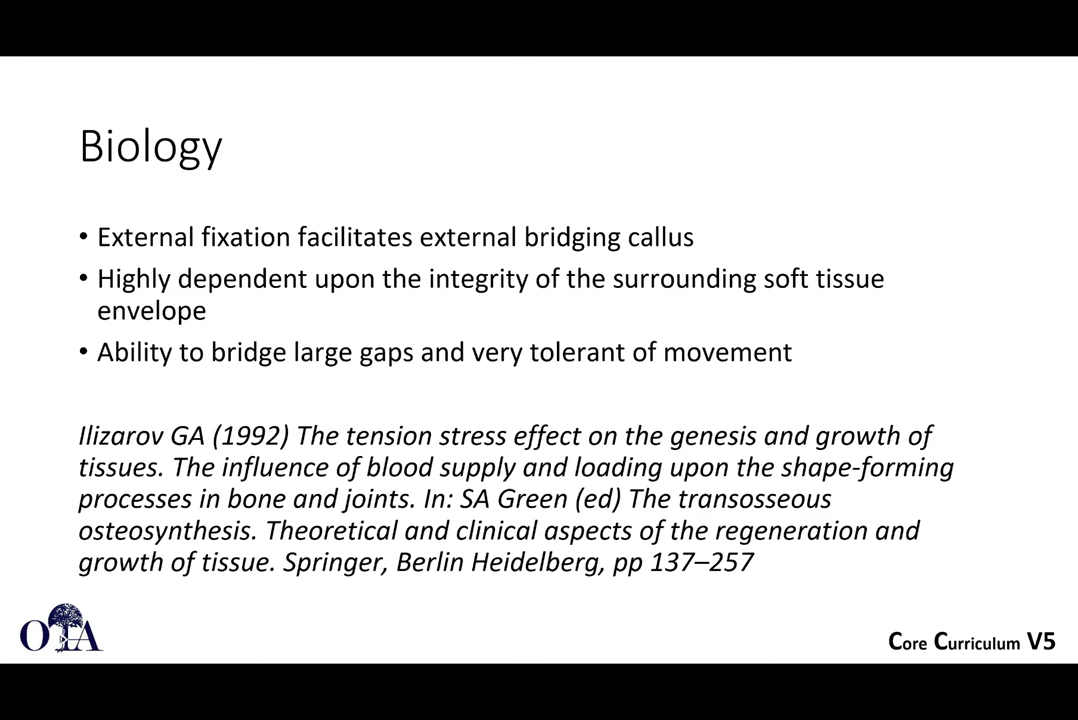 Biology
• External fixation facilitates external bridging callus
• Highly dependent upon the integrity of the surrounding soft tissue
envelope
• Ability to bridge large gaps and very tolerant of movement
Ilizarov GA (1992) The tension stress effect on the genesis and growth of
tissues. The influence of blood supply and loading upon the shape-forming
processes in bone and joints. In: SA Green (ed) The transosseous
osteosynthesis. Theoretical and clinical aspects of the regeneration and
growth of tissue. Springer, Berlin Heidelberg, pp 137–257
OTA
Core Curriculum V5